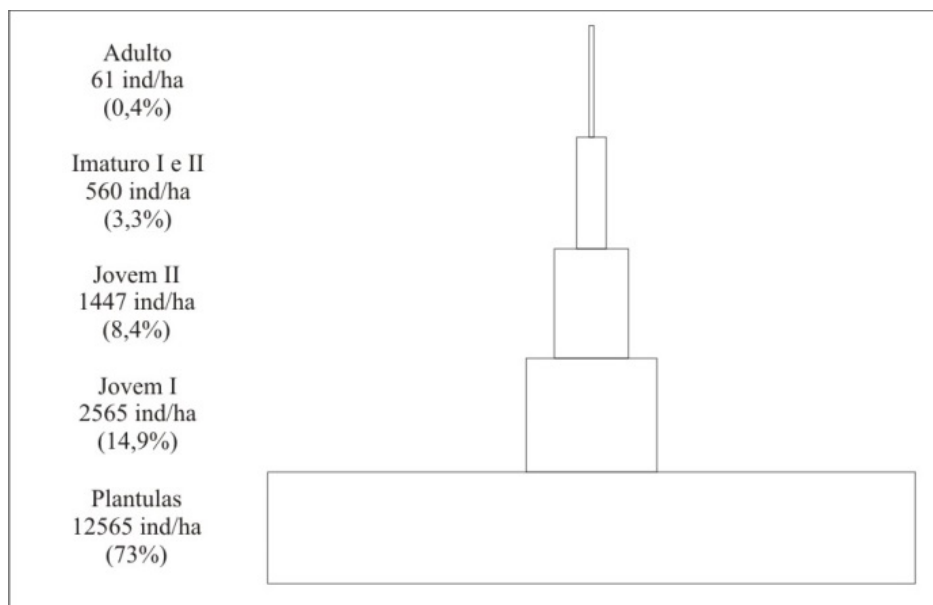 Adulto
61 ind/ha
(0,4%)
Imaturo I e II
560 ind/ha
(3,3%)
Jovem II
1447 ind/ha
(8,4%)
Jovem I
2565 ind/ha
(14,9%)
Plantulas
12565 ind/ha
(73%)